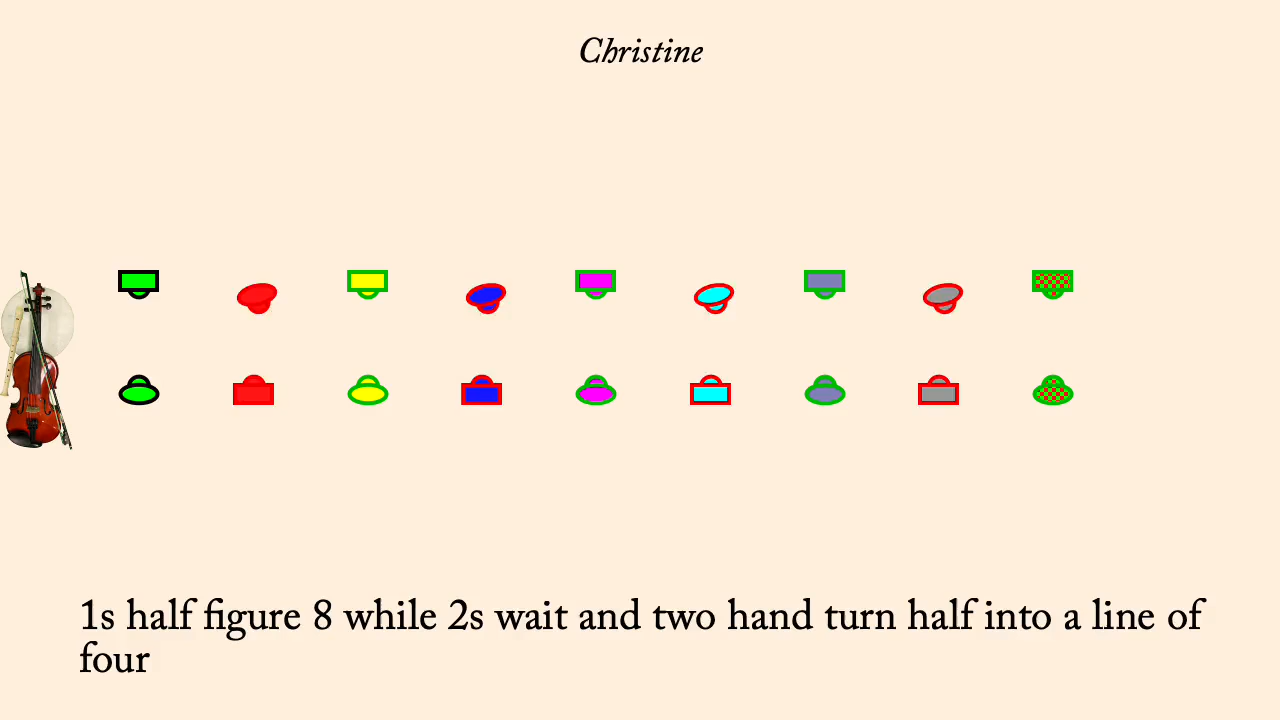 Christine
1s half figure 8 while 2s wait and two hand turn half into a line of
four